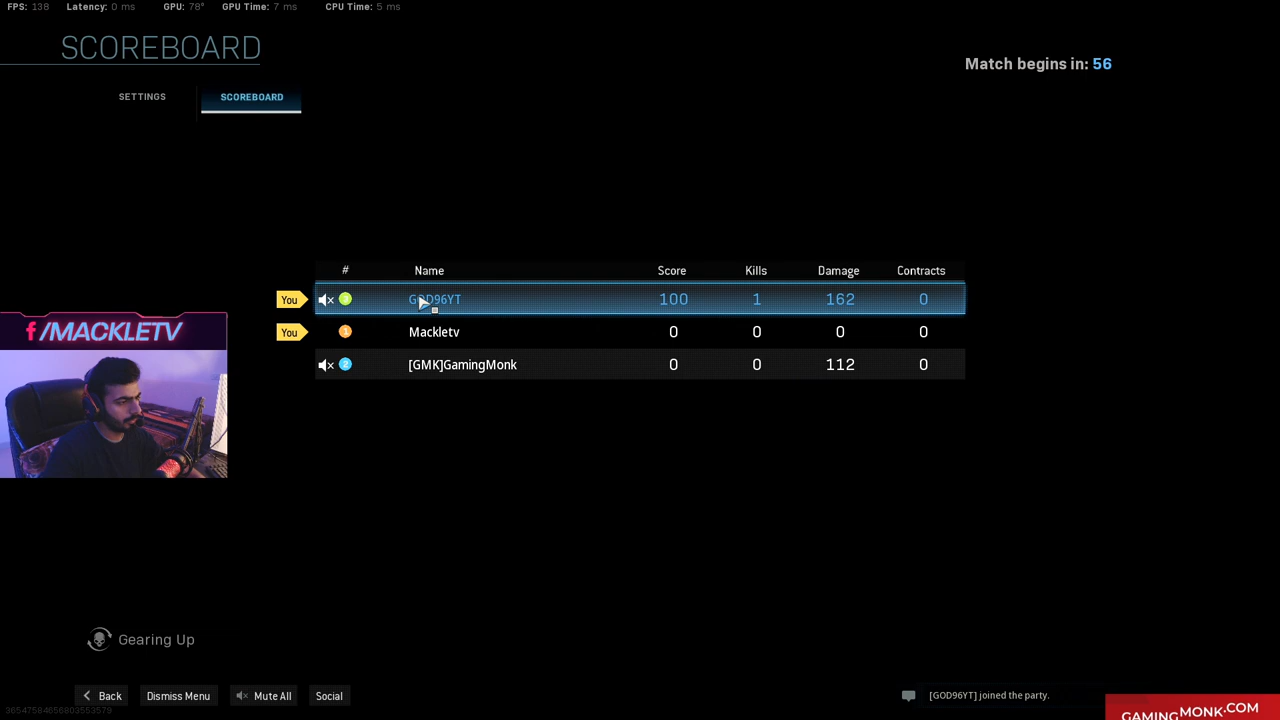 FPS: 138 Latency: 0 ms GPU: 78° GPU Time: 7 ms CPU Time: 5 ms
SCOREBOARD
Match begins in: 56
SETTINGS SCOREBOARD
# Name Score Kills Damage Contracts
You 3 GOD96YT 100 1 162 0
You 1 Mackletv 0 0 0 0
2 [GMK]GamingMonk 0 0 112 0
f/MACKLETV
Gearing Up
Back Dismiss Menu Mute All Social
[GOD96YT] joined the party.
GAMINGMONK.COM